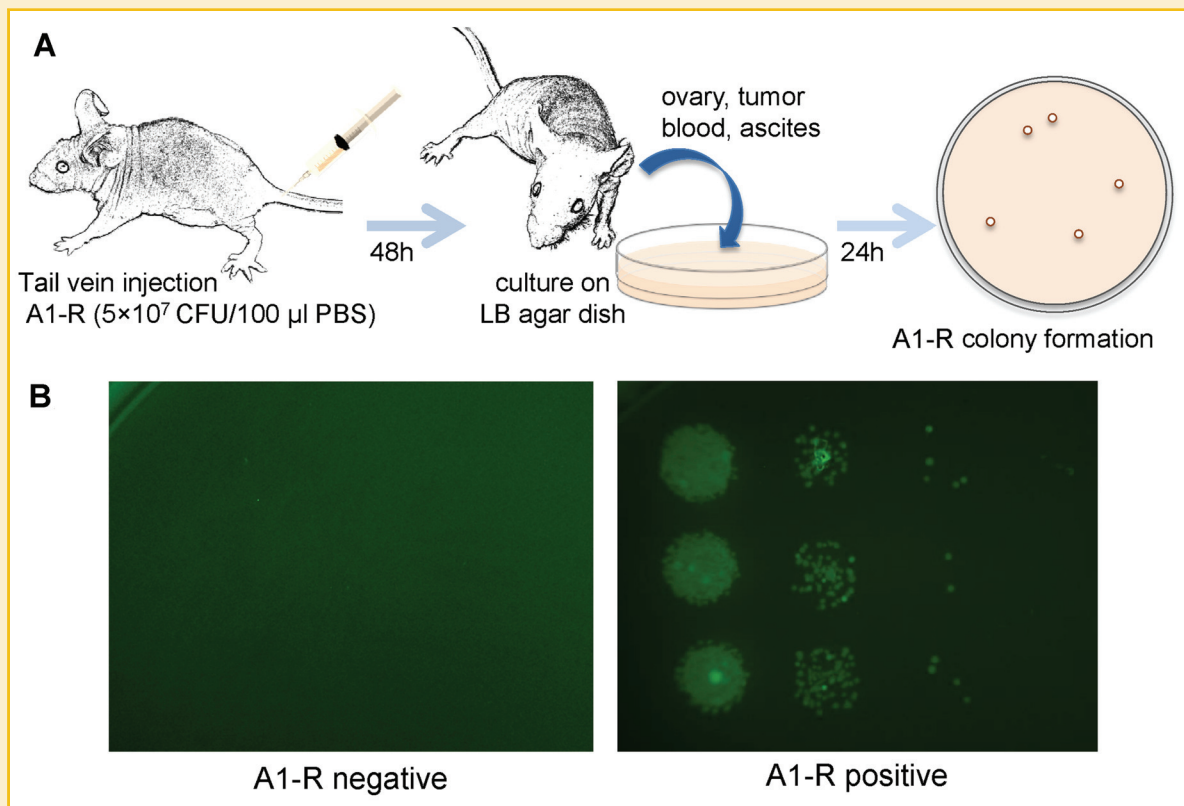 A
ovary, tumor
blood, ascites
48h
24h
Tail vein injection
A1-R (5×10⁷ CFU/100 µl PBS)
culture on
LB agar dish
A1-R colony formation
B
A1-R negative
A1-R positive